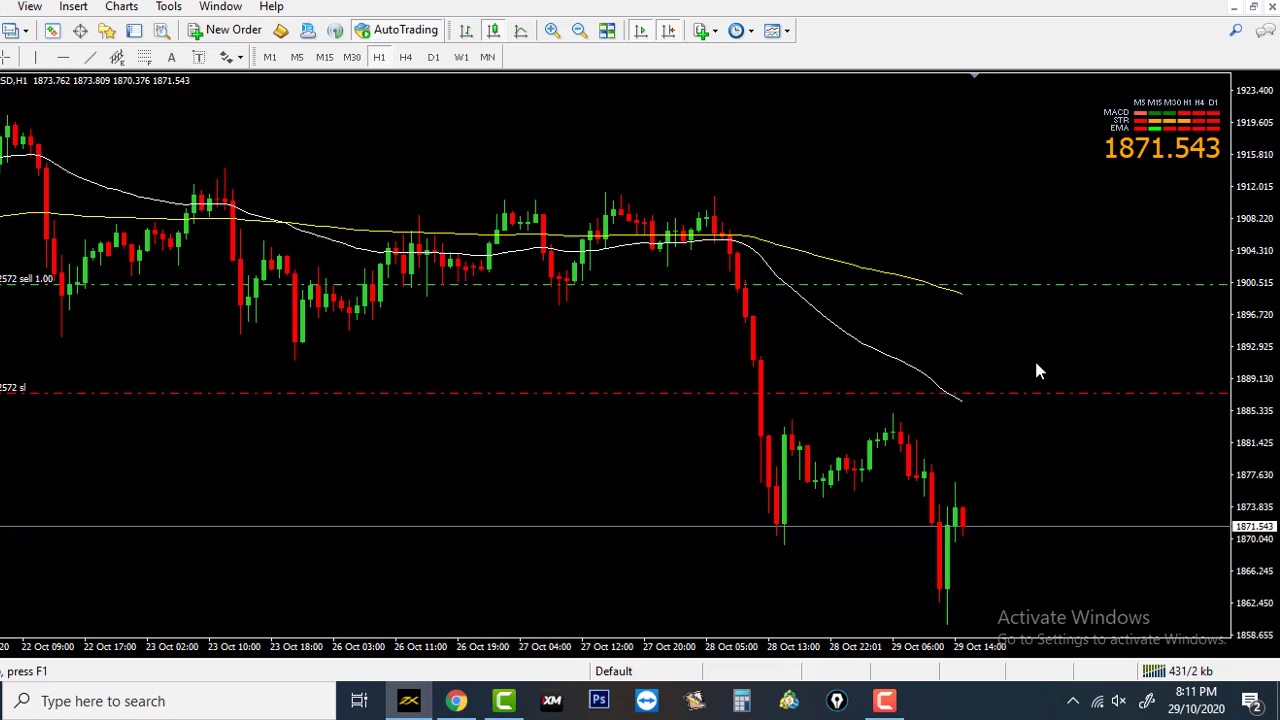 View Insert Charts Tools Window Help
New Order AutoTrading
A T M1 M5 M15 M30 H1 H4 D1 W1 MN
SD,H1 1873.762 1873.809 1870.376 1871.543
M5 M15 M30 H1 H4 D1
MACD
STR
EMA
1871.543
1923.400
1919.605
1915.810
1912.015
1908.220
1904.310
2572 sell 1.00
1900.515
1896.720
1892.925
1889.130
2572 sl
1885.335
1881.425
1877.630
1873.835
1871.543
1870.040
1866.245
1862.450
1858.655
Activate Windows
Go to Settings to activate Windows.
20 22 Oct 09:00 22 Oct 17:00 23 Oct 02:00 23 Oct 10:00 23 Oct 18:00 26 Oct 03:00 26 Oct 11:00 26 Oct 19:00 27 Oct 04:00 27 Oct 12:00 27 Oct 20:00 28 Oct 05:00 28 Oct 13:00 28 Oct 22:01 29 Oct 06:00 29 Oct 14:00
, press F1 Default 431/2 kb
Type here to search
XM Ps
8:11 PM
29/10/2020
2